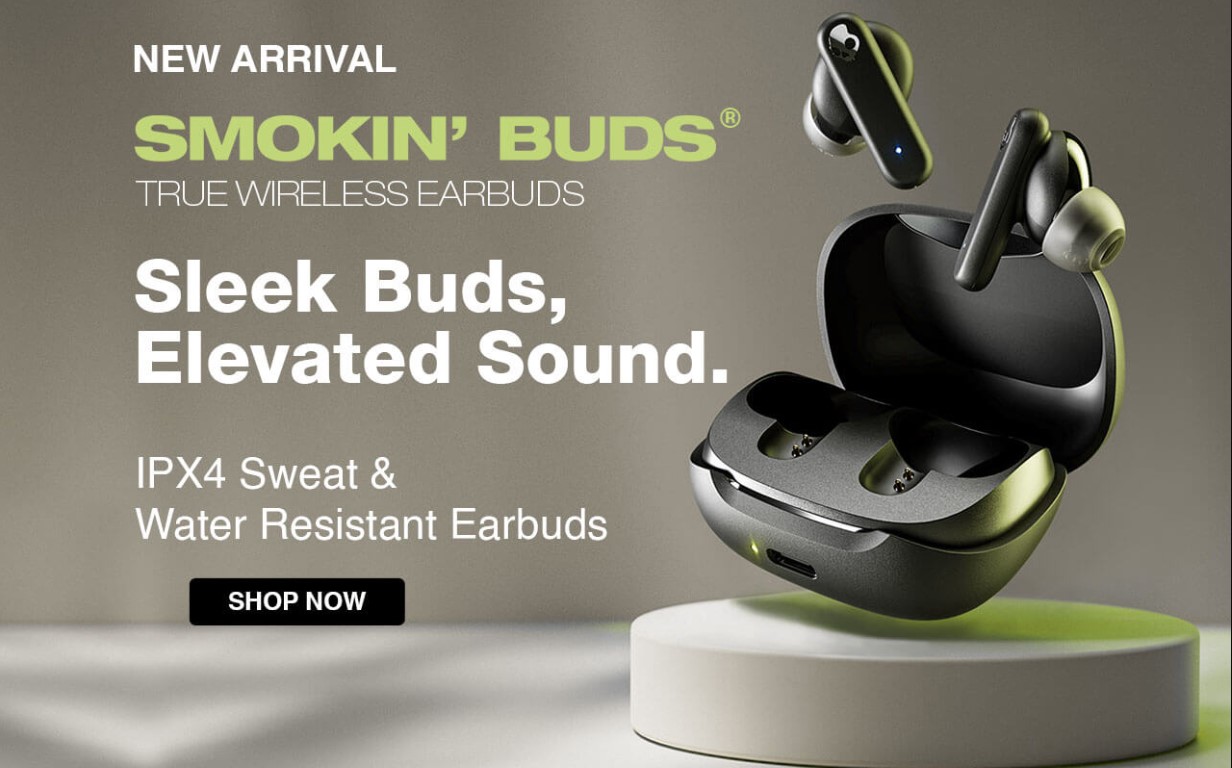 NEW ARRIVAL
SMOKIN' BUDS®
TRUE WIRELESS EARBUDS
Sleek Buds,
Elevated Sound.
IPX4 Sweat &
Water Resistant Earbuds
SHOP NOW